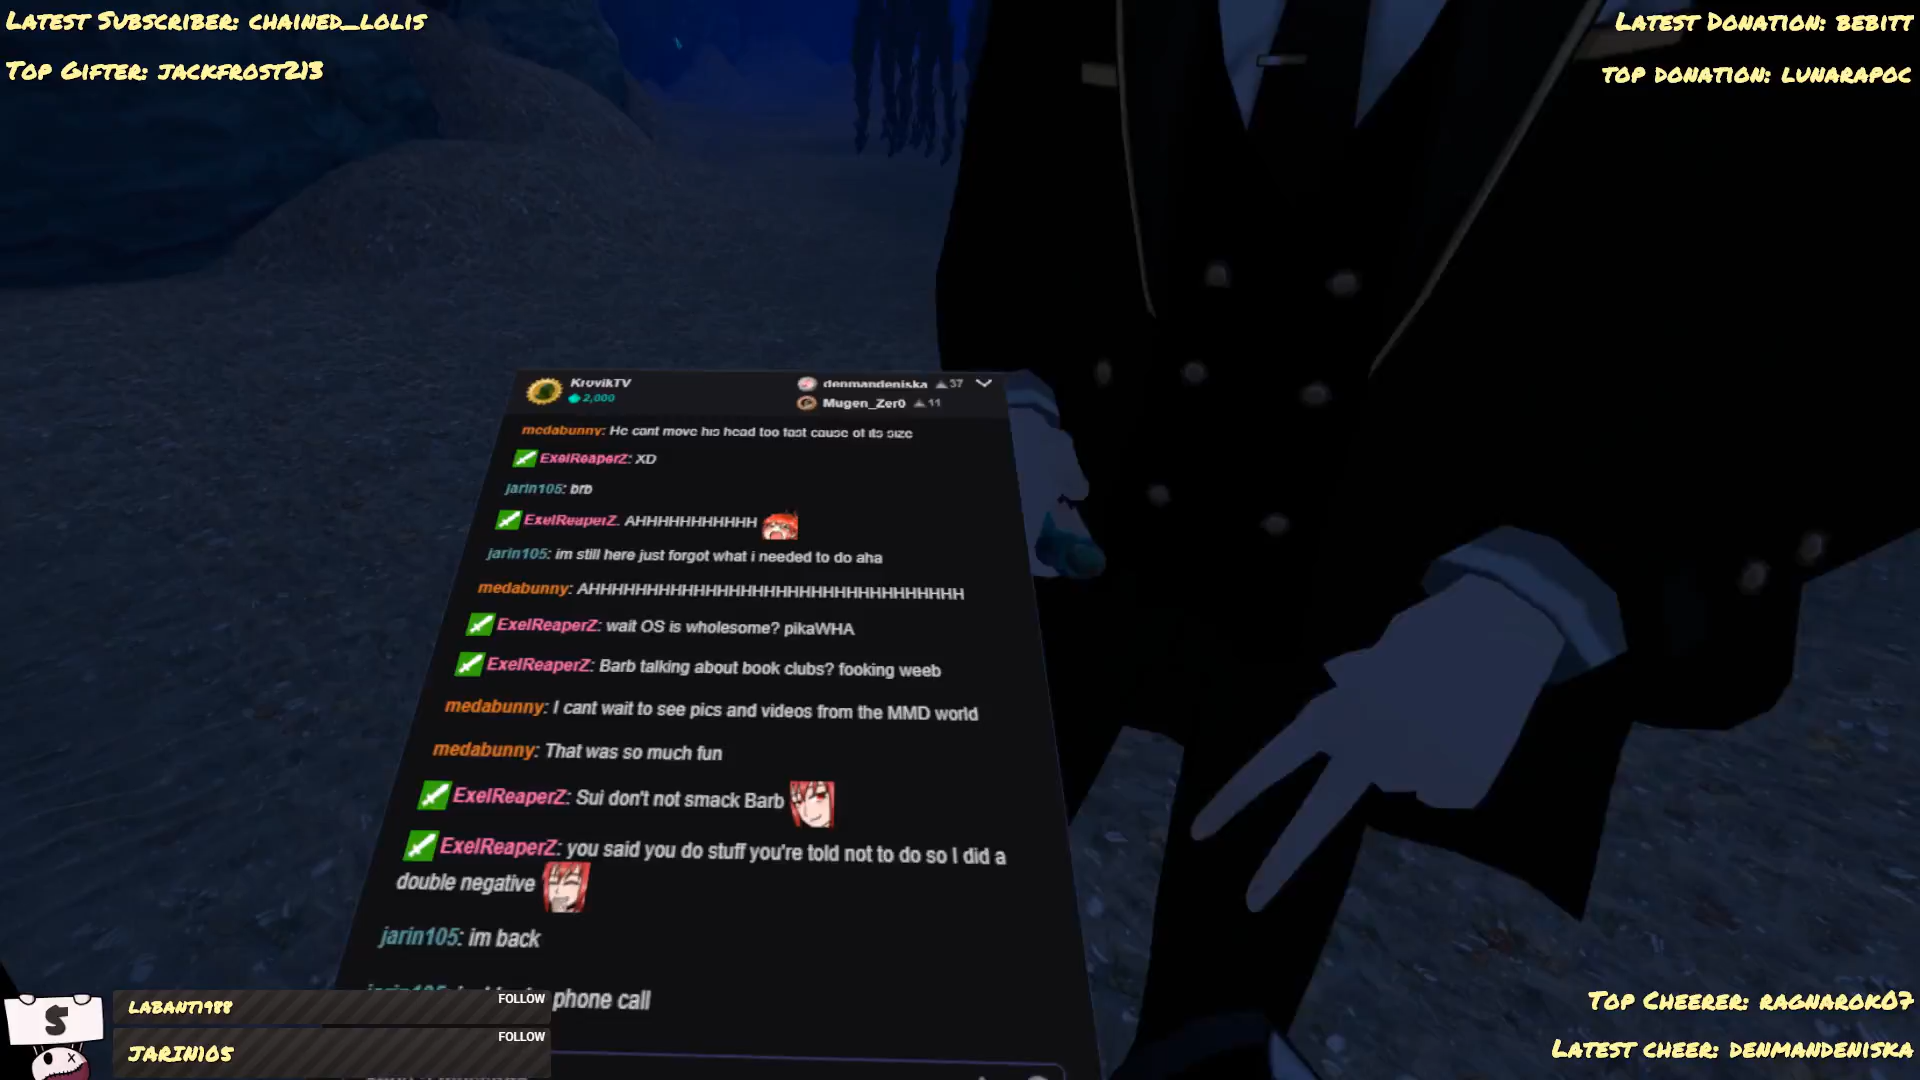 LATEST SUBSCRIBER: CHAINED_LOLIS
TOP GIFTER: JACKFROST213
LATEST DONATION: BEBITT
TOP DONATION: LUNARAPOC
KrovikTV
2,000
denmandeniska 37
Mugen_Zer0 11
medabunny: He cant move his head too fast cause of its size
ExelReaperZ: XD
jarin105: brb
ExelReaperZ: AHHHHHHHHHHH
jarin105: im still here just forgot what i needed to do aha
medabunny: AHHHHHHHHHHHHHHHHHHHHHHHHHHHHHHHH
ExelReaperZ: wait OS is wholesome? pikaWHA
ExelReaperZ: Barb talking about book clubs? fooking weeb
medabunny: I cant wait to see pics and videos from the MMD world
medabunny: That was so much fun
ExelReaperZ: Sui don't not smack Barb
ExelReaperZ: you said you do stuff you're told not to do so I did a
double negative
jarin105: im back
phone call
S
LABANT1988 FOLLOW
JARIN105 FOLLOW
TOP CHEERER: RAGNAROK07
LATEST CHEER: DENMANDENISKA